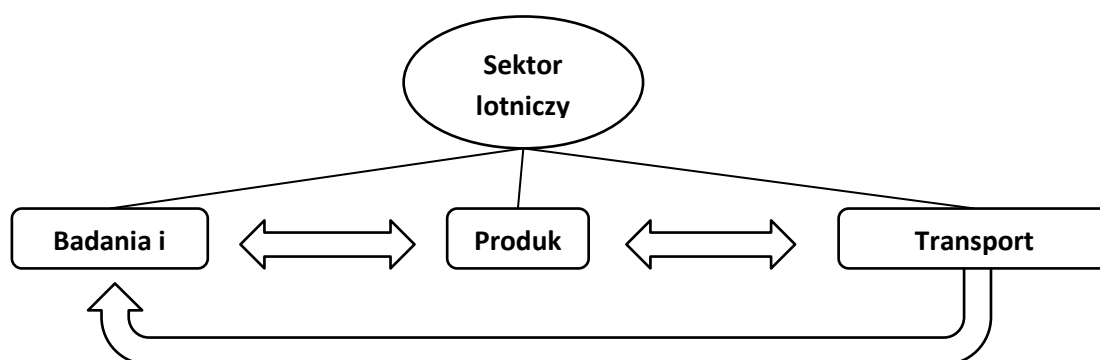 Sektor
lotniczy
Badania i
Produk
Transport